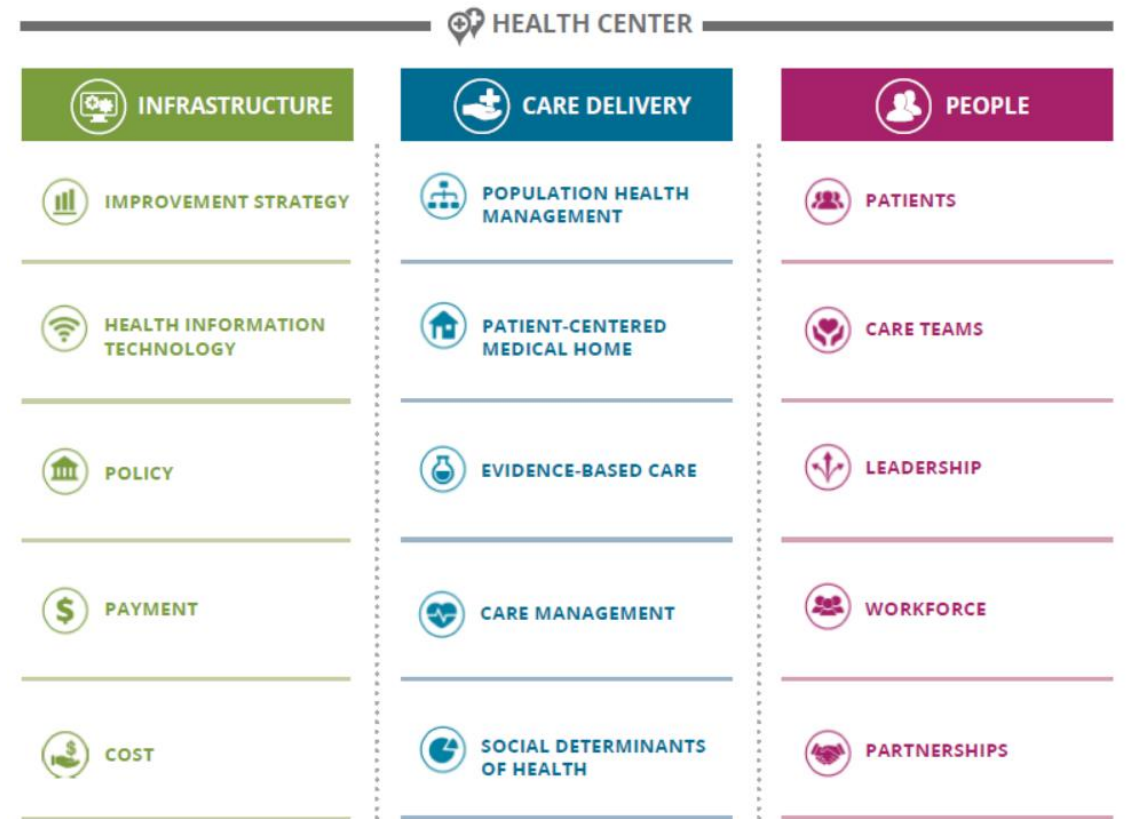 HEALTH CENTER
INFRASTRUCTURE
IMPROVEMENT STRATEGY
HEALTH INFORMATION
TECHNOLOGY
POLICY
$
PAYMENT
$
COST
CARE DELIVERY
POPULATION HEALTH
MANAGEMENT
PATIENT-CENTERED
MEDICAL HOME
EVIDENCE-BASED CARE
CARE MANAGEMENT
SOCIAL DETERMINANTS
OF HEALTH
PEOPLE
PATIENTS
CARE TEAMS
LEADERSHIP
WORKFORCE
PARTNERSHIPS